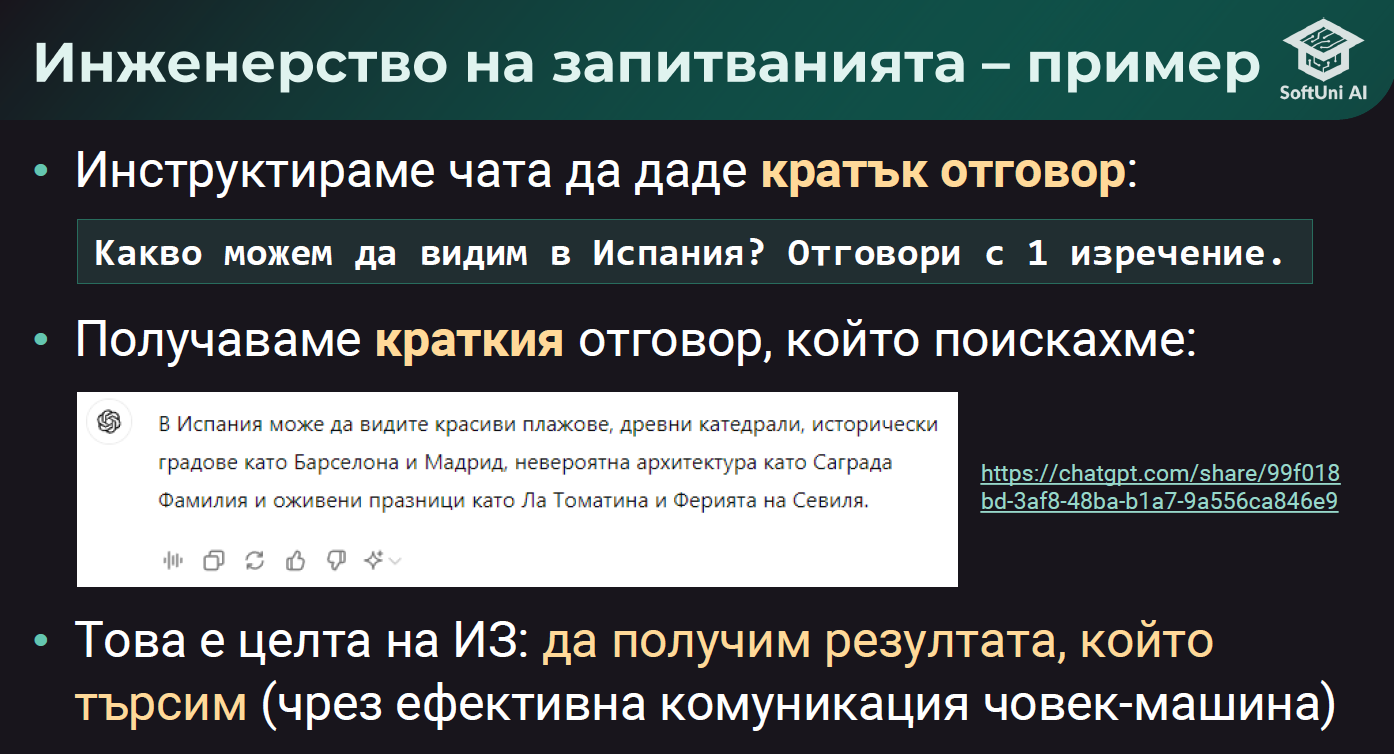 Инженерство на запитванията – пример
SoftUni AI
• Инструктираме чата да даде кратък отговор:
Какво можем да видим в Испания? Отговори с 1 изречение.
• Получаваме краткия отговор, който поискахме:
В Испания може да видите красиви плажове, древни катедрали, исторически
градове като Барселона и Мадрид, невероятна архитектура като Саграда
Фамилия и оживени празници като Ла Томатина и Ферията на Севиля.
https://chatgpt.com/share/99f018
bd-3af8-48ba-b1a7-9a556ca846e9
• Това е целта на ИЗ: да получим резултата, който
търсим (чрез ефективна комуникация човек-машина)